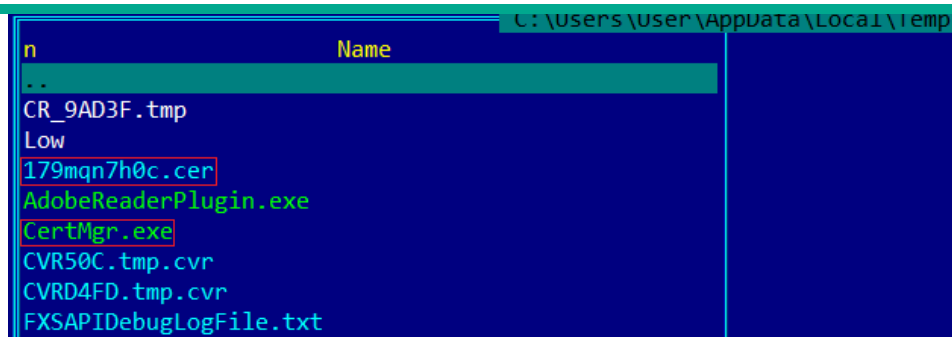 C:\Users\User\AppData\Local\Temp
n Name
..
CR_9AD3F.tmp
Low
179mqn7h0c.cer
AdobeReaderPlugin.exe
CertMgr.exe
CVR50C.tmp.cvr
CVRD4FD.tmp.cvr
FXSAPIDebugLogFile.txt